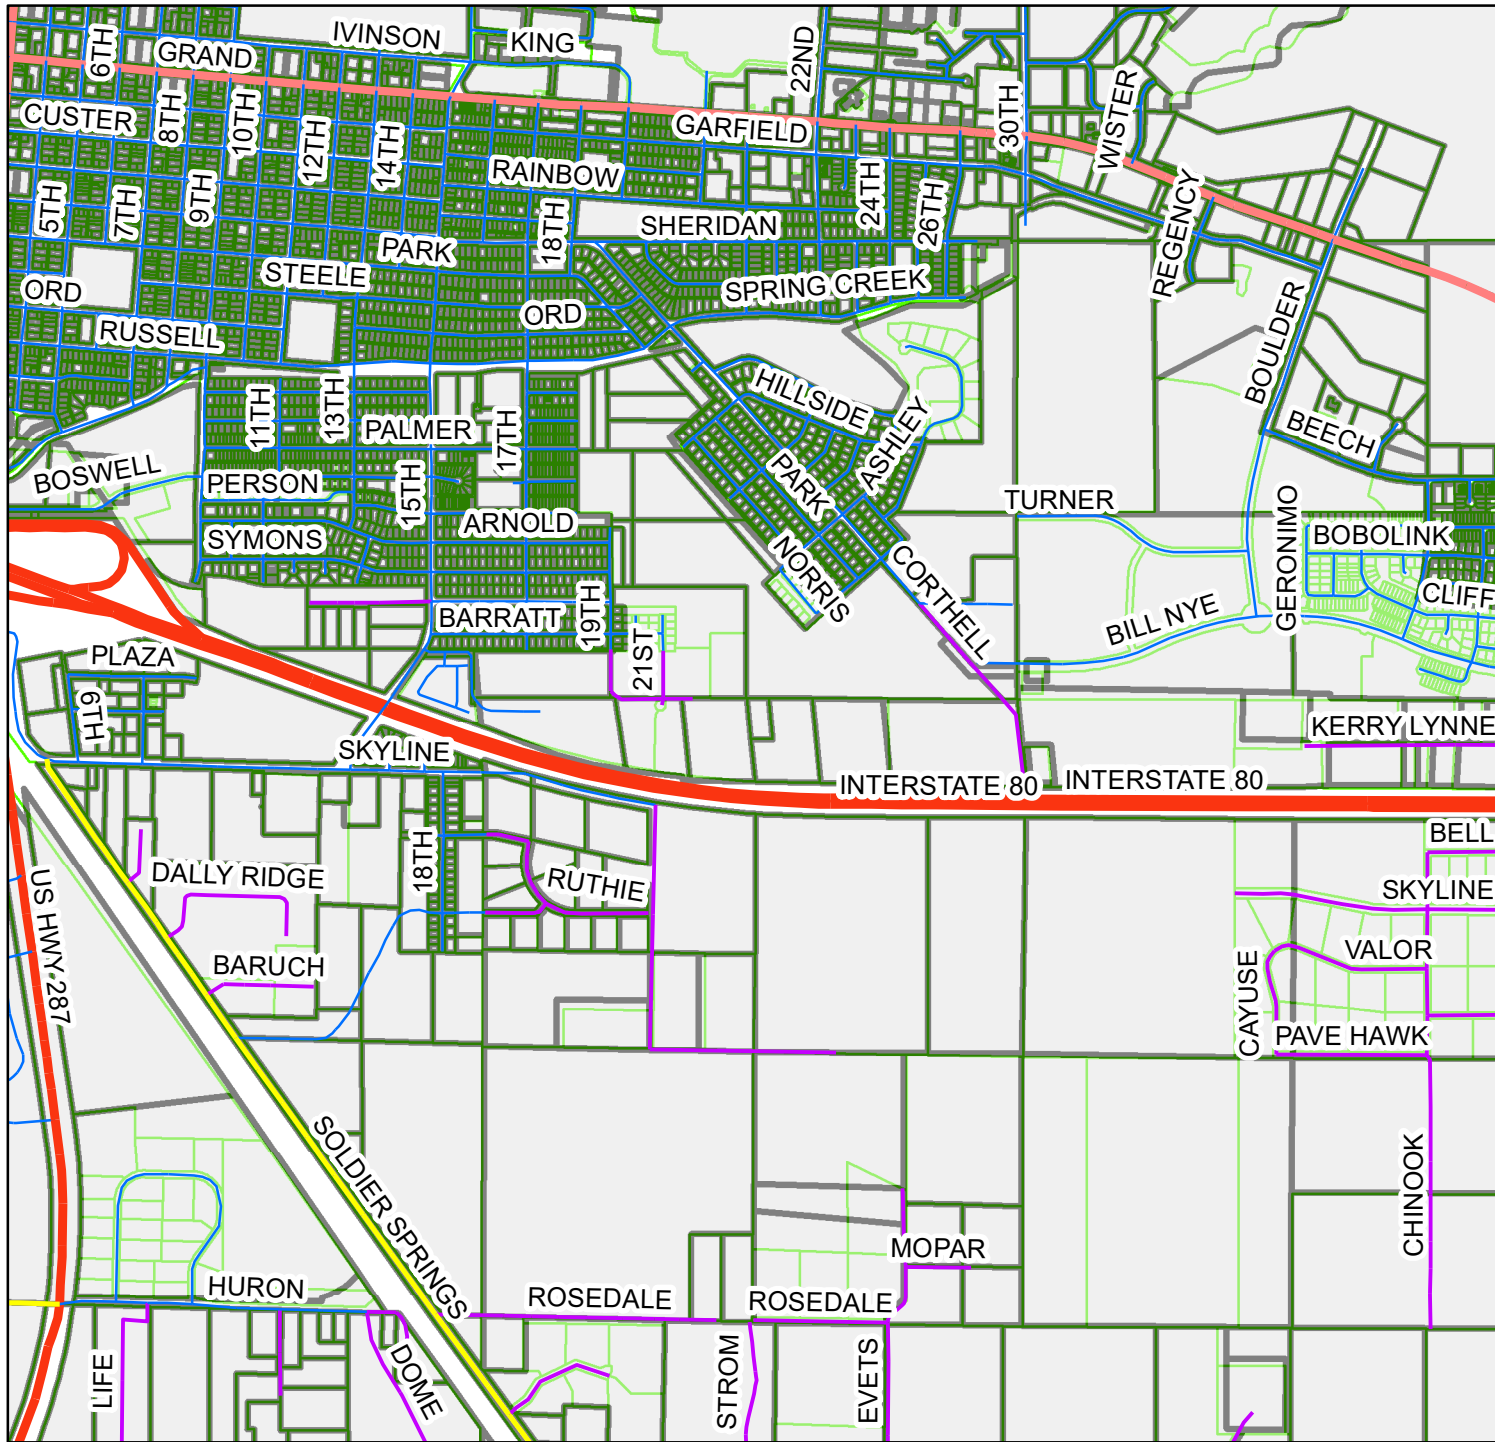 IVINSON
KING
6TH
GRAND
22ND
CUSTER
8TH
10TH
12TH
14TH
GARFIELD
30TH
WISTER
RAINBOW
5TH
7TH
9TH
18TH
24TH
26TH
SHERIDAN
REGENCY
PARK
STEELE
SPRING CREEK
ORD
ORD
RUSSELL
BOULDER
HILLSIDE
11TH
13TH
PALMER
17TH
ASHLEY
BEECH
BOSWELL
PERSON
15TH
PARK
TURNER
GERONIMO
ARNOLD
SYMONS
BOBOLINK
NORRIS
CORTHELL
CLIFF
BARRATT
19TH
BILL NYE
21ST
PLAZA
6TH
SKYLINE
KERRY LYNNE
INTERSTATE 80
INTERSTATE 80
BELL
18TH
DALLY RIDGE
RUTHIE
SKYLINE
US HWY 287
VALOR
BARUCH
CAYUSE
PAVE HAWK
SOLDIER SPRINGS
CHINOOK
MOPAR
HURON
ROSEDALE
ROSEDALE
LIFE
DOME
STROM
EVETS